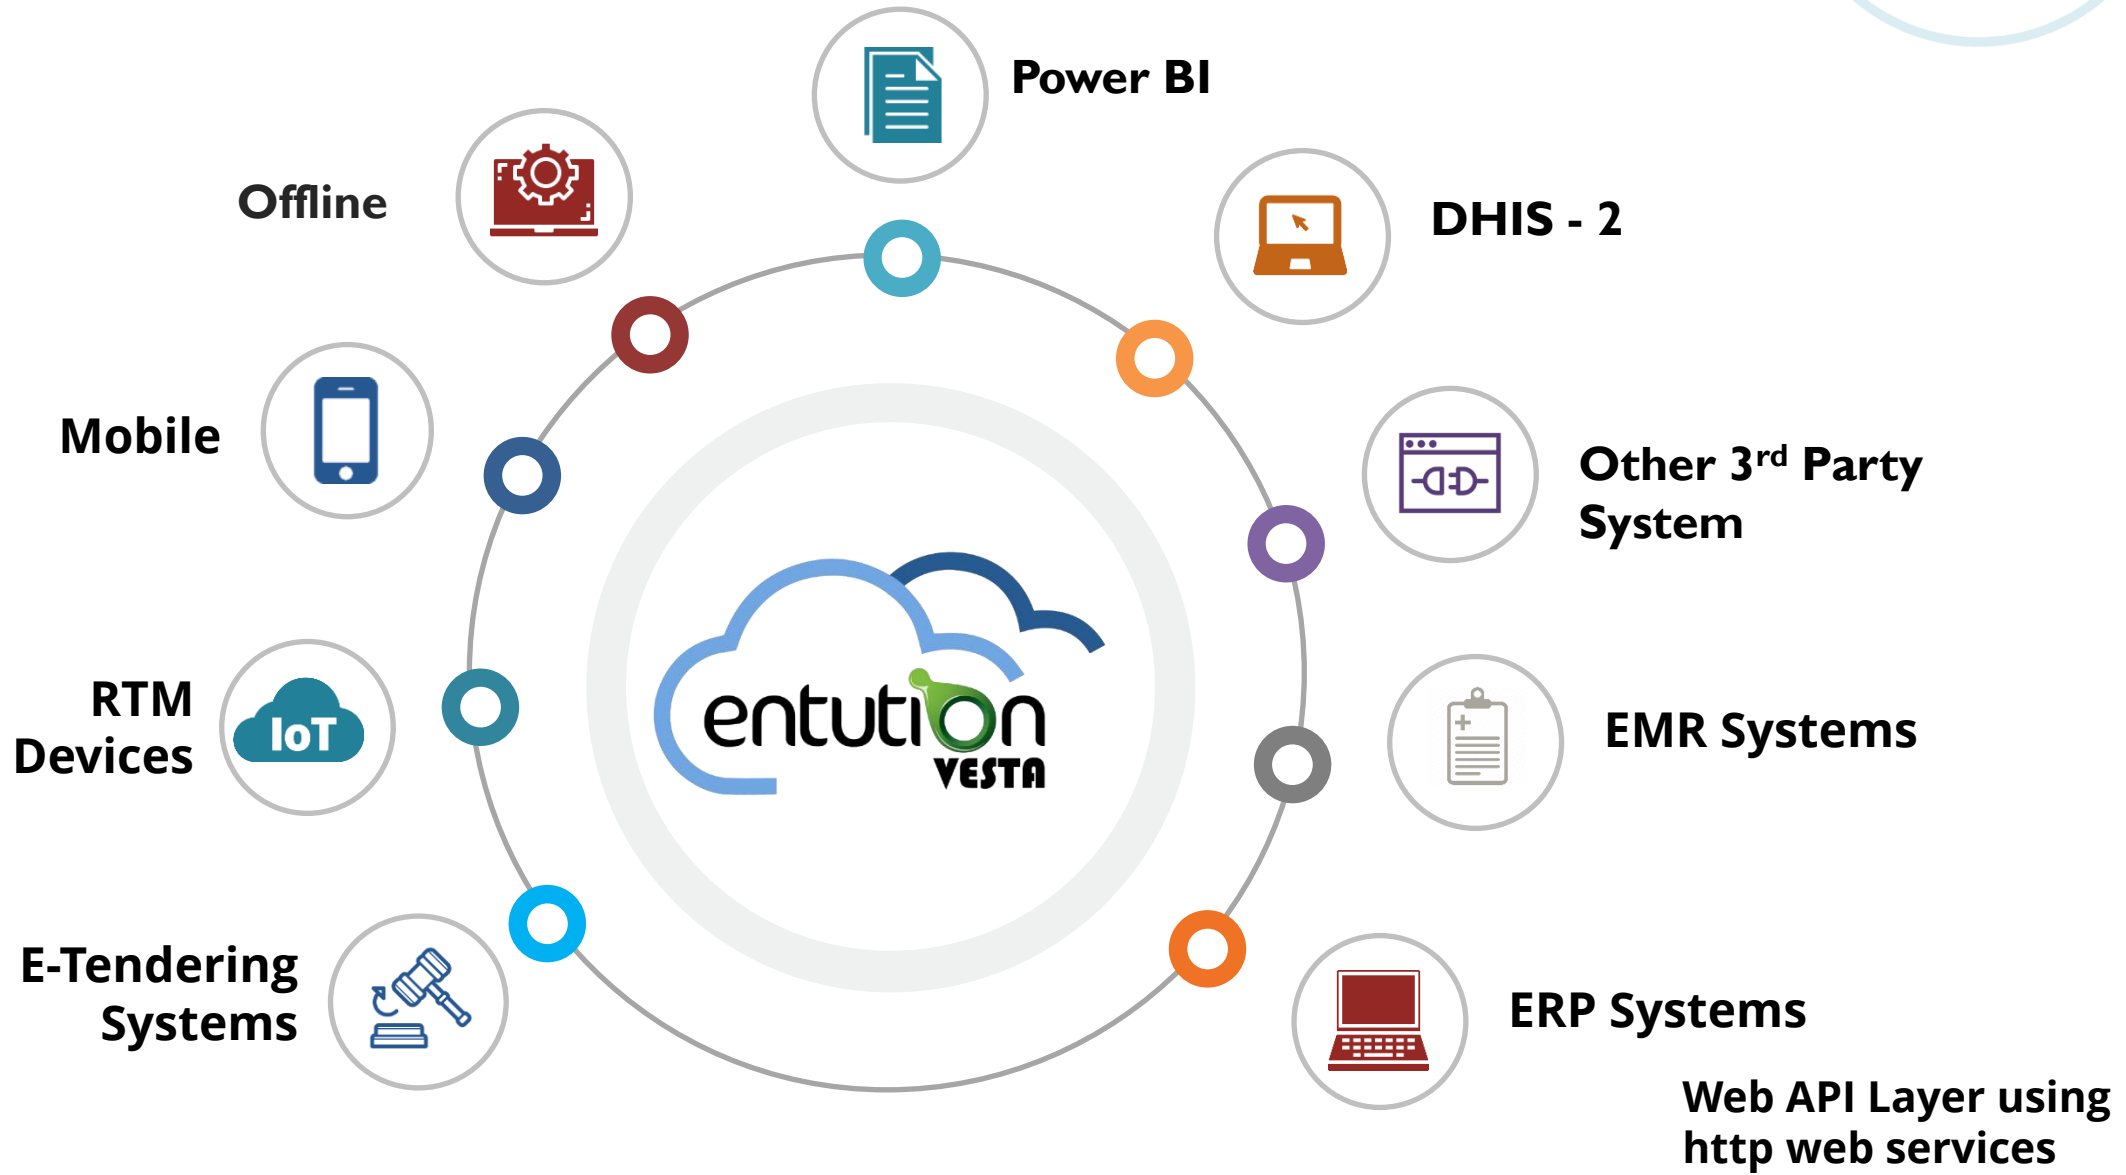 Power BI
Offline
DHIS - 2
Mobile
Other 3rd Party
System
RTM
Devices
IoT
entution
VESTA
EMR Systems
E-Tendering
Systems
ERP Systems
Web API Layer using
http web services